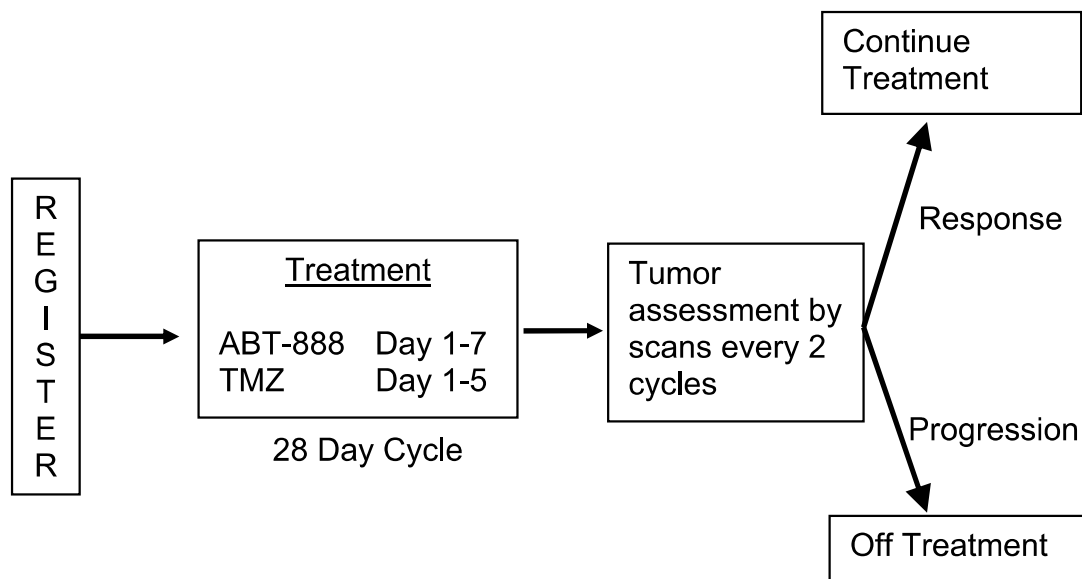 REGISTER
Treatment
ABT-888 Day 1-7
TMZ Day 1-5
28 Day Cycle
Tumor
assessment by
scans every 2
cycles
Continue
Treatment
Response
Progression
Off Treatment